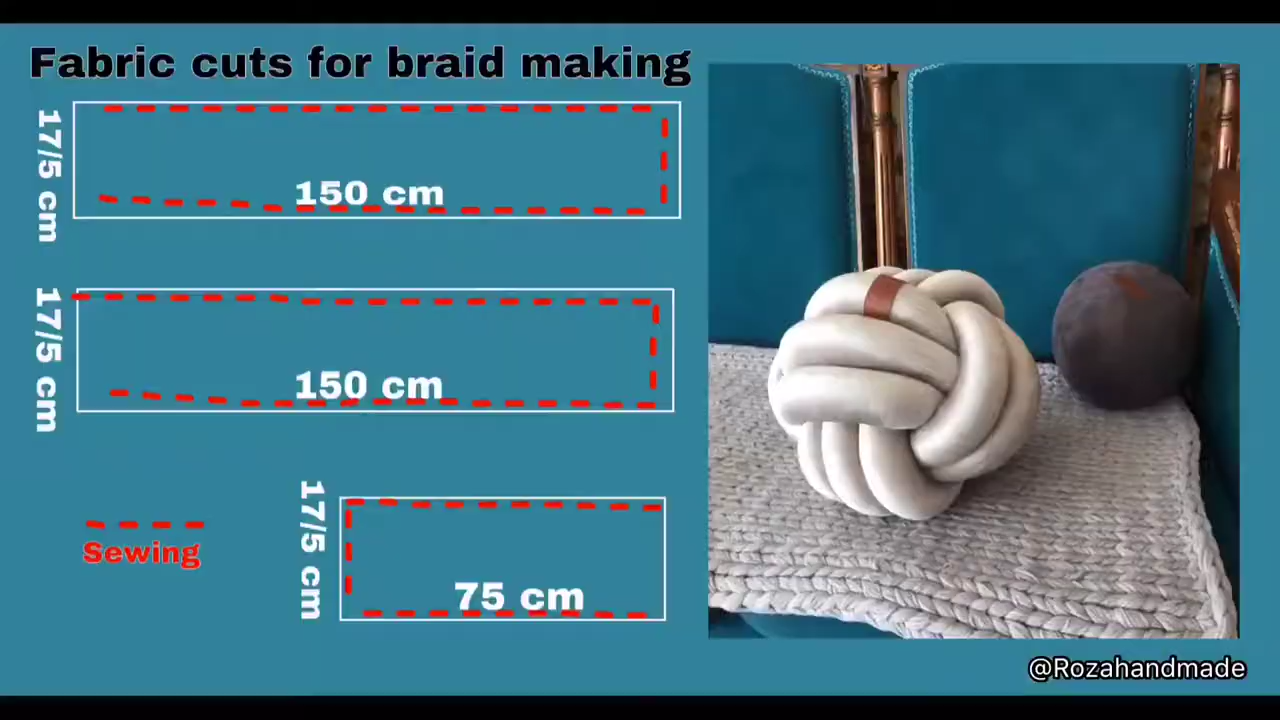 Fabric cuts for braid making
17/5 cm
150 cm
17/5 cm
150 cm
17/5 cm
75 cm
Sewing
@Rozahandmade